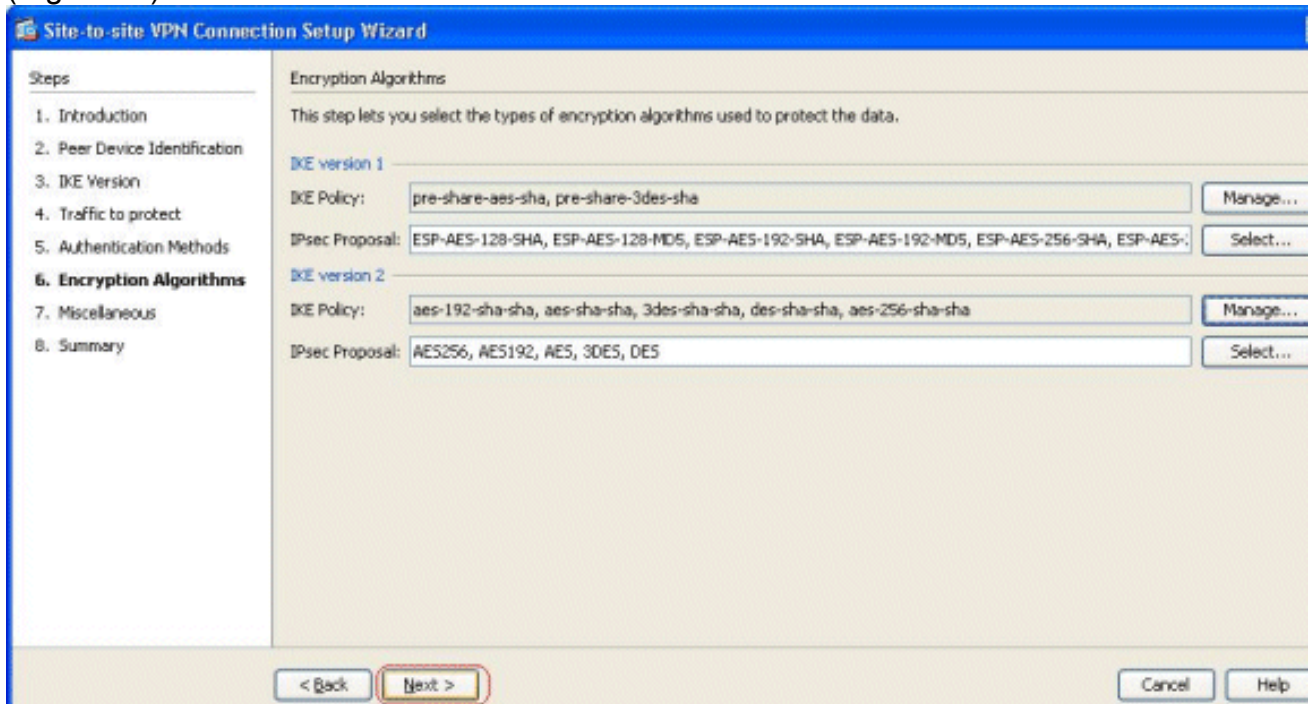 Site-to-site VPN Connection Setup Wizard
Steps
1. Introduction
2. Peer Device Identification
3. IKE Version
4. Traffic to protect
5. Authentication Methods
6. Encryption Algorithms
7. Miscellaneous
8. Summary
Encryption Algorithms
This step lets you select the types of encryption algorithms used to protect the data.
IKE version 1
IKE Policy: pre-share-aes-sha, pre-share-3des-sha Manage...
IPsec Proposal: ESP-AES-128-SHA, ESP-AES-128-MD5, ESP-AES-192-SHA, ESP-AES-192-MD5, ESP-AES-256-SHA, ESP-AES- Select...
IKE version 2
IKE Policy: aes-192-sha-sha, aes-sha-sha, 3des-sha-sha, des-sha-sha, aes-256-sha-sha Manage...
IPsec Proposal: AES256, AES192, AES, 3DES, DES Select...
< Back Next > Cancel Help